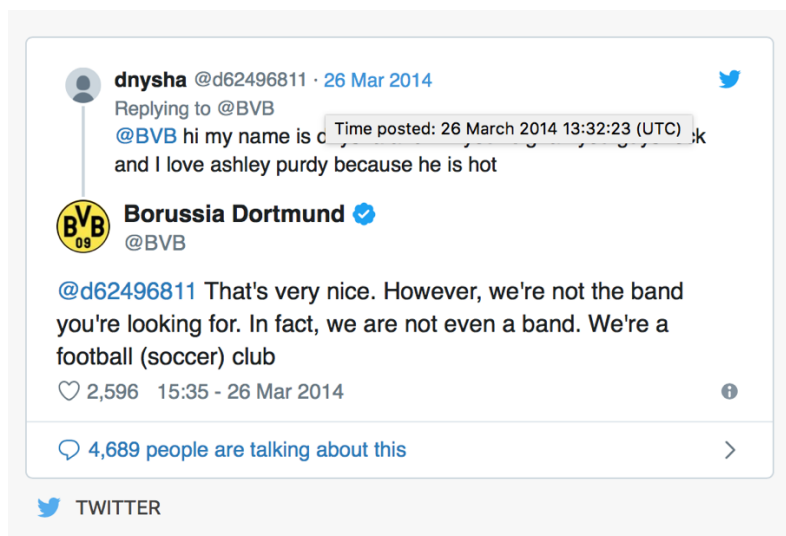 dnysha @d62496811 · 26 Mar 2014
Replying to @BVB
Time posted: 26 March 2014 13:32:23 (UTC)
@BVB hi my name is
and I love ashley purdy because he is hot
BVB
09
Borussia Dortmund
@BVB
@d62496811 That's very nice. However, we're not the band
you're looking for. In fact, we are not even a band. We're a
football (soccer) club
2,596 15:35 - 26 Mar 2014
4,689 people are talking about this
TWITTER